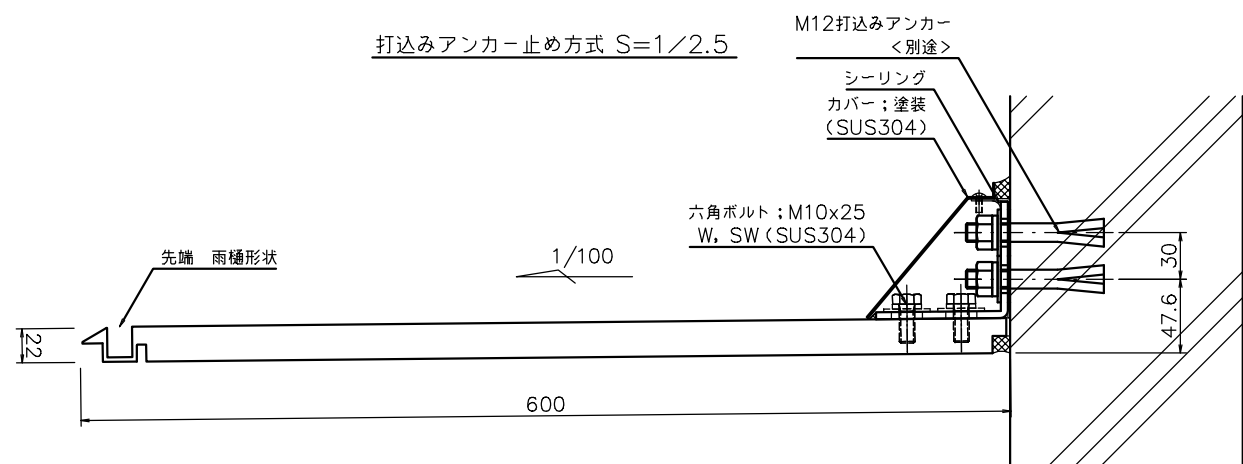 打込みアンカー止め方式 S=1/2.5
M12打込みアンカー
<別途>
シーリング
カバー；塗装
(SUS304)
六角ボルト；M10x25
W, SW(SUS304)
先端 雨樋形状
1/100
30
47.6
22
600